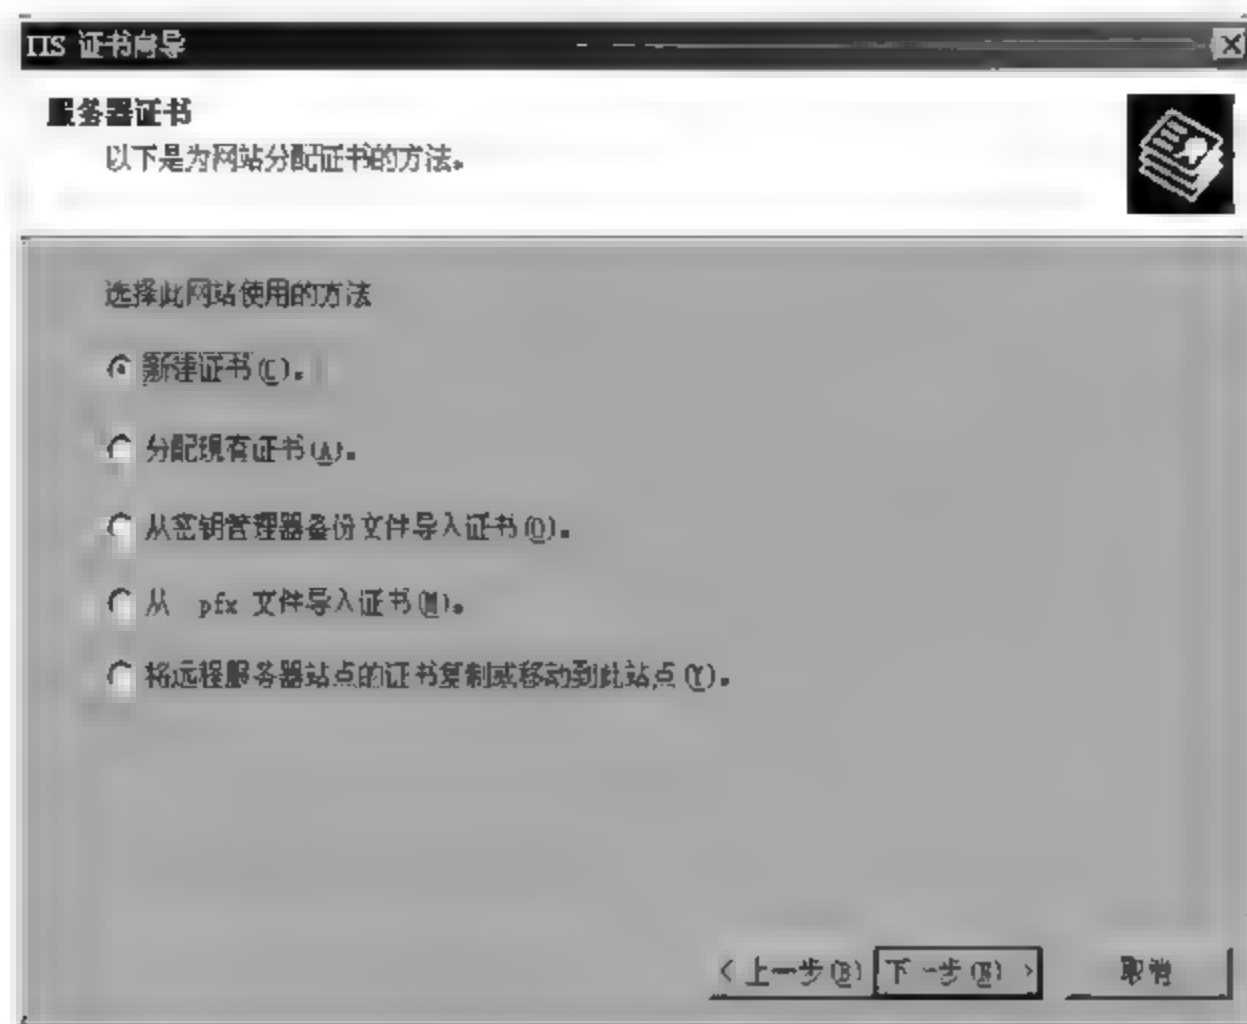 IIS 证书向导
服务器证书
以下是为网站分配证书的方法。
选择此网站使用的方法
新建证书(C)。
分配现有证书(A)。
从密钥管理器备份文件导入证书(O)。
从 pfx 文件导入证书(M)。
将远程服务器站点的证书复制或移动到此站点(Y)。
< 上一步(B) 下一步(N) > 取消